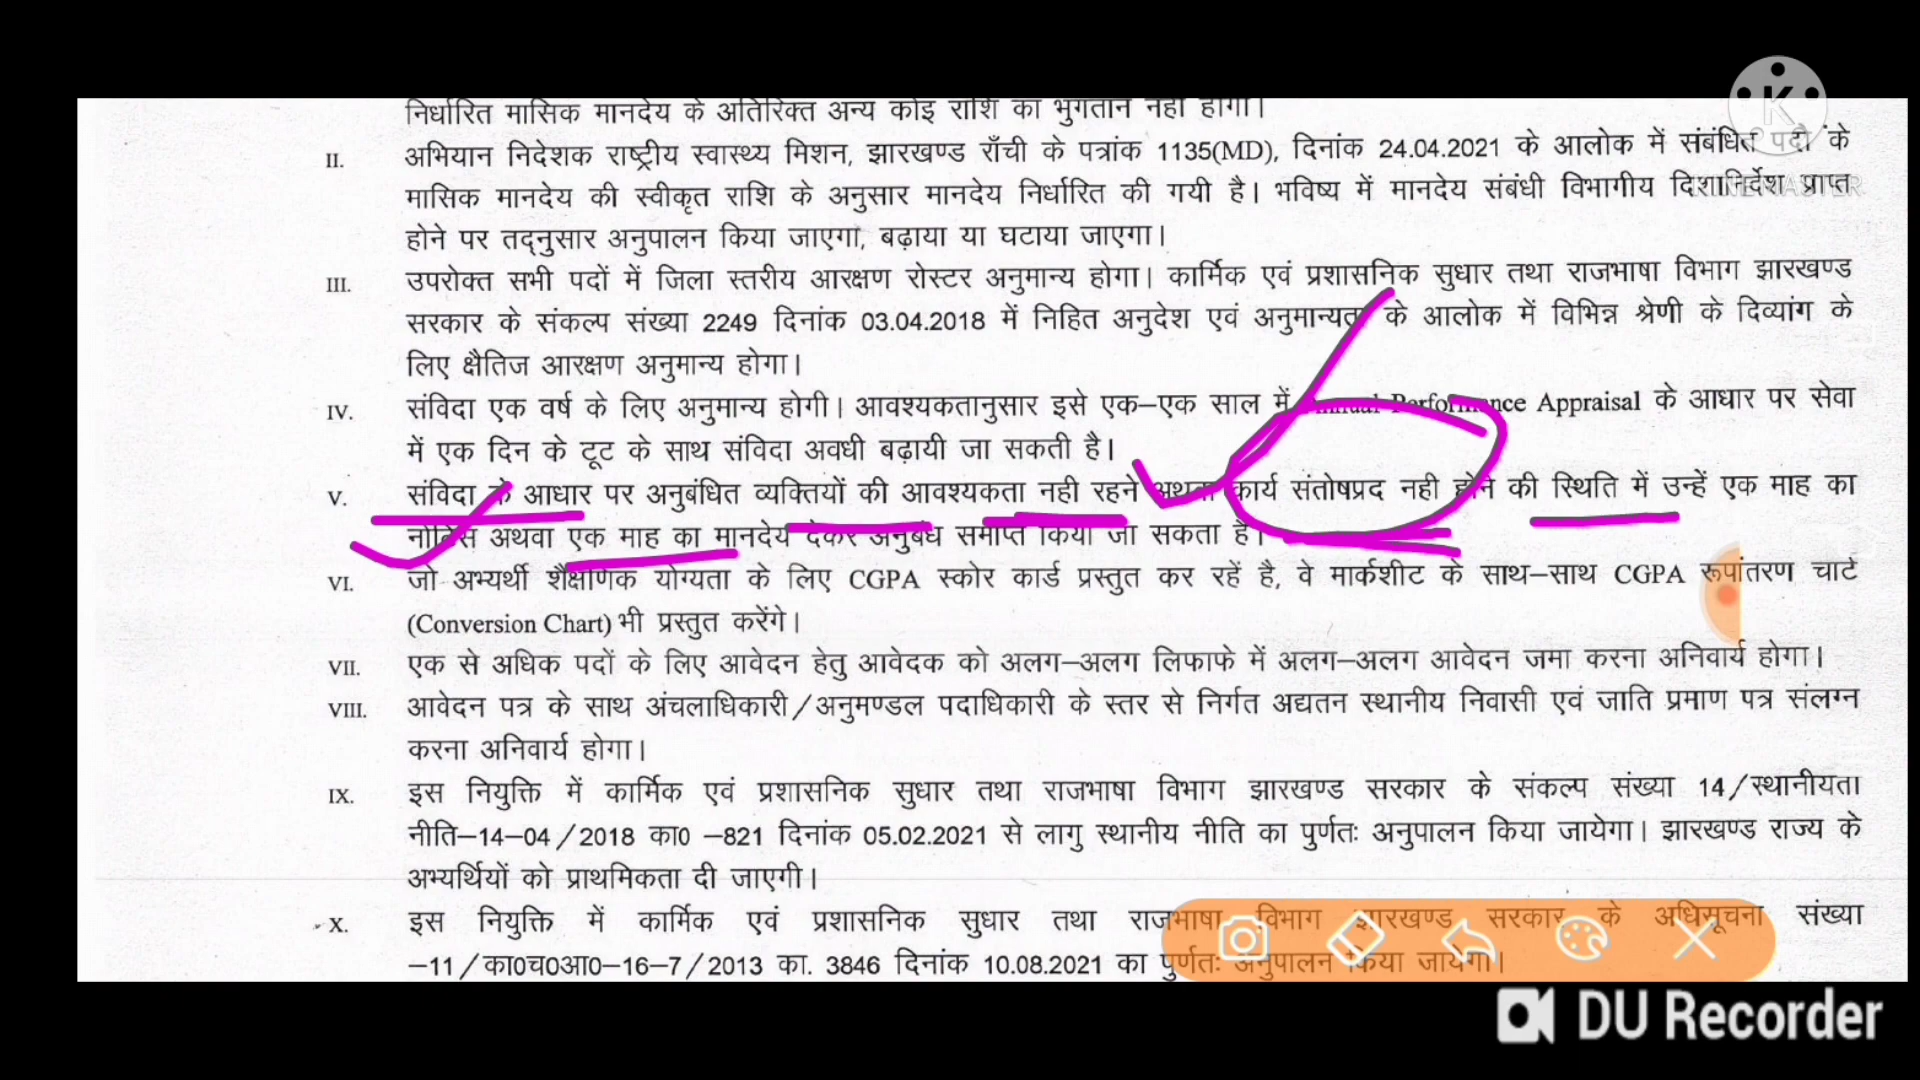 निर्धारित मासिक मानदेय के अतिरिक्त अन्य कोई राशि का भुगतान नहीं होगा।
II. अभियान निदेशक राष्ट्रीय स्वास्थ्य मिशन, झारखण्ड राँची के पत्रांक 1135(MD), दिनांक 24.04.2021 के आलोक में संबंधित पदों के
मासिक मानदेय की स्वीकृत राशि के अनुसार मानदेय निर्धारित की गयी है। भविष्य में मानदेय संबंधी विभागीय दिशानिर्देश प्राप्त
होने पर तद्नुसार अनुपालन किया जाएगा, बढ़ाया या घटाया जाएगा।
III. उपरोक्त सभी पदों में जिला स्तरीय आरक्षण रोस्टर अनुमान्य होगा। कार्मिक एवं प्रशासनिक सुधार तथा राजभाषा विभाग झारखण्ड
सरकार के संकल्प संख्या 2249 दिनांक 03.04.2018 में निहित अनुदेश एवं अनुमान्यता के आलोक में विभिन्न श्रेणी के दिव्यांग के
लिए क्षैतिज आरक्षण अनुमान्य होगा।
IV. संविदा एक वर्ष के लिए अनुमान्य होगी। आवश्यकतानुसार इसे एक–एक साल में Annual Performance Appraisal के आधार पर सेवा
में एक दिन के टूट के साथ संविदा अवधी बढ़ायी जा सकती है।
V. संविदा के आधार पर अनुबंधित व्यक्तियों की आवश्यकता नही रहने अथवा कार्य संतोषप्रद नही होने की स्थिति में उन्हें एक माह का
नोटिस अथवा एक माह का मानदेय देकर अनुबंध समाप्त किया जा सकता है।
VI. जो अभ्यर्थी शैक्षणिक योग्यता के लिए CGPA स्कोर कार्ड प्रस्तुत कर रहें है, वे मार्कशीट के साथ–साथ CGPA रूपांतरण चार्ट
(Conversion Chart) भी प्रस्तुत करेंगे।
VII. एक से अधिक पदों के लिए आवेदन हेतु आवेदक को अलग–अलग लिफाफे में अलग–अलग आवेदन जमा करना अनिवार्य होगा।
VIII. आवेदन पत्र के साथ अंचलाधिकारी/अनुमण्डल पदाधिकारी के स्तर से निर्गत अद्यतन स्थानीय निवासी एवं जाति प्रमाण पत्र संलग्न
करना अनिवार्य होगा।
IX. इस नियुक्ति में कार्मिक एवं प्रशासनिक सुधार तथा राजभाषा विभाग झारखण्ड सरकार के संकल्प संख्या 14/स्थानीयता
नीति–14–04/2018 का0 –821 दिनांक 05.02.2021 से लागु स्थानीय नीति का पुर्णतः अनुपालन किया जायेगा। झारखण्ड राज्य के
अभ्यर्थियों को प्राथमिकता दी जाएगी।
X. इस नियुक्ति में कार्मिक एवं प्रशासनिक सुधार तथा राजभाषा विभाग झारखण्ड सरकार के अधिसूचना संख्या
–11/का0च0आ0–16–7/2013 का. 3846 दिनांक 10.08.2021 का पुर्णतः अनुपालन किया जायेगा।
K
KINEMASTER
DU Recorder